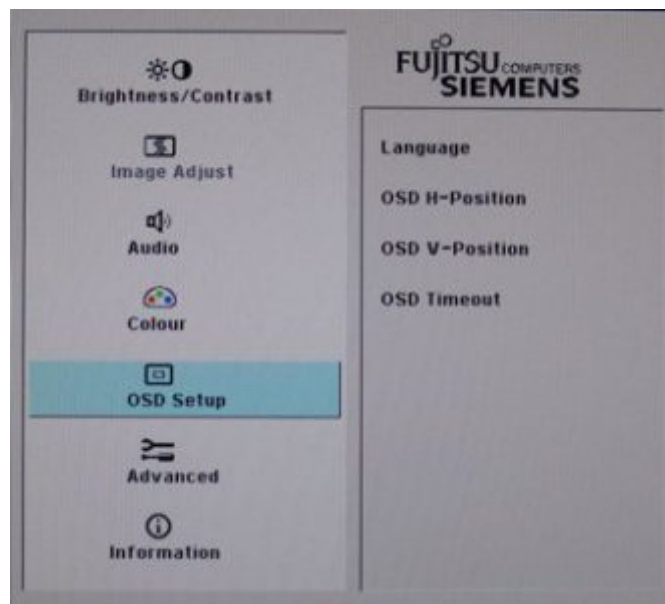 Brightness/Contrast
Image Adjust
Audio
Colour
OSD Setup
Advanced
Information
FUJITSU COMPUTERS
SIEMENS
Language
OSD H-Position
OSD V-Position
OSD Timeout